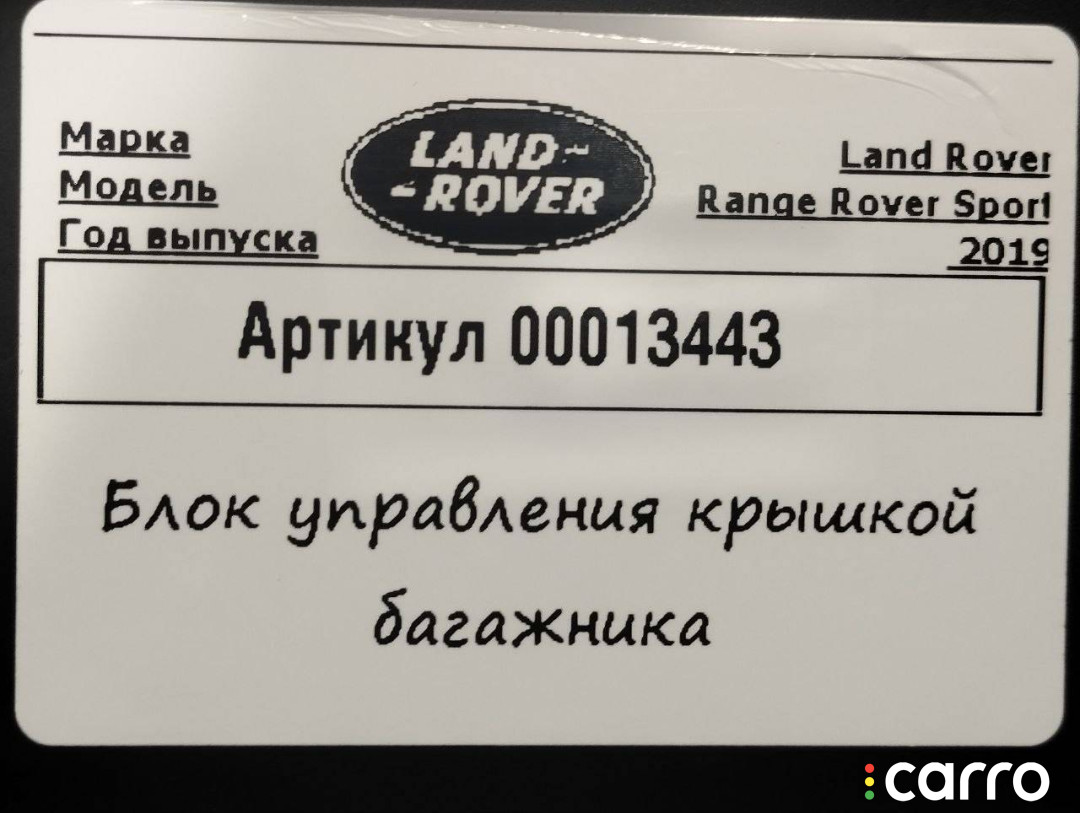 Марка
Модель
Год выпуска
LAND-
-ROVER
Land Rover
Range Rover Sport
2019
Артикул 00013443
Блок управления крышкой
багажника
carro